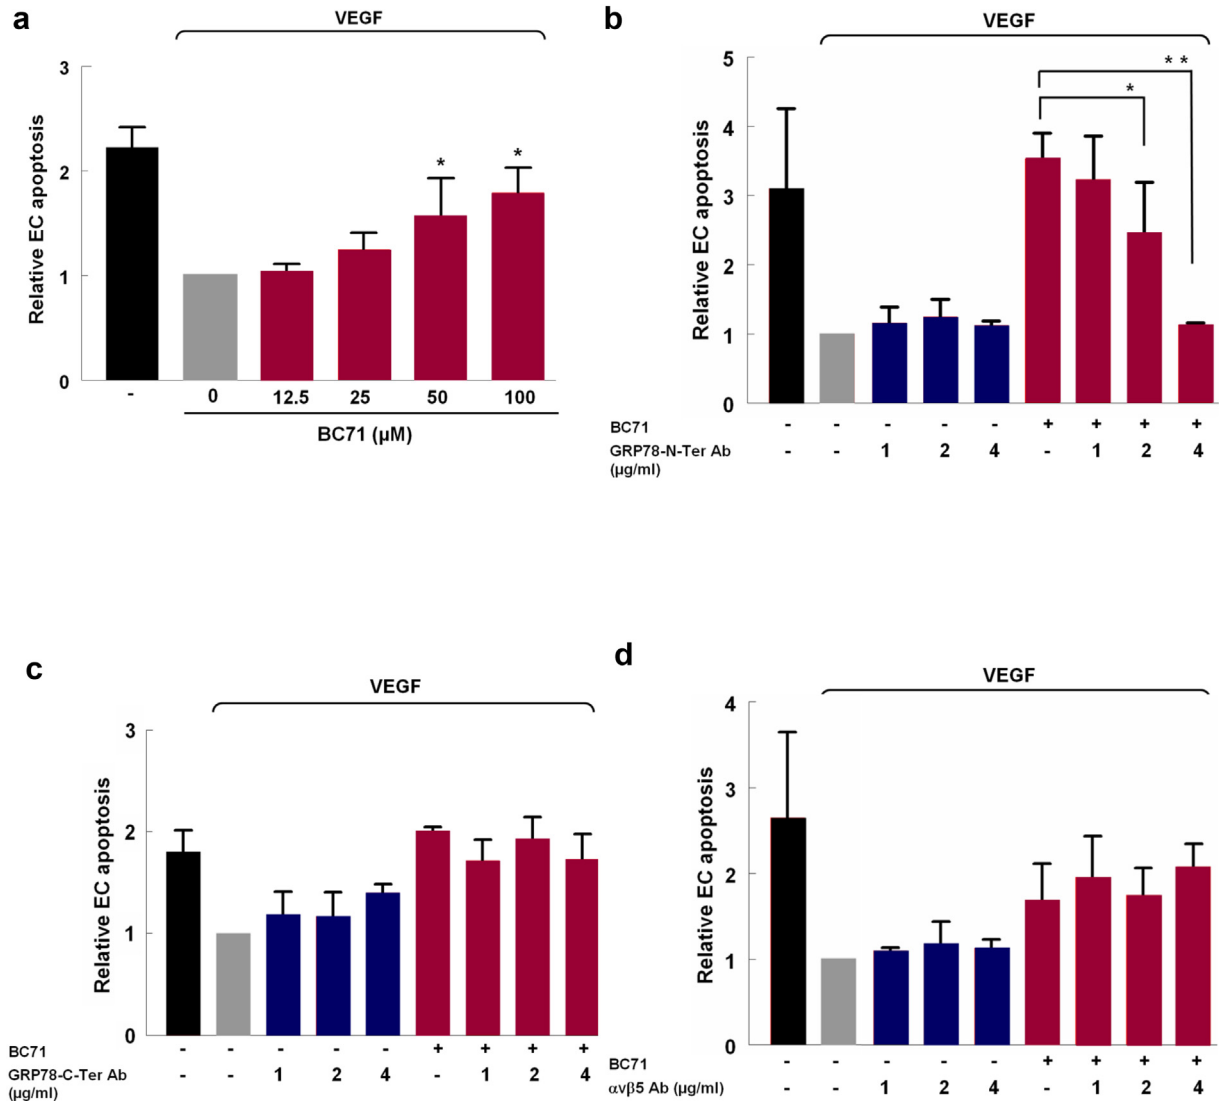 a
VEGF
Relative EC apoptosis
3
2
1
0
* *
- 0 12.5 25 50 100
BC71 (µM)
b
VEGF
Relative EC apoptosis
5
4
3
2
1
0
* *
*
BC71 - - - - - + + + +
GRP78-N-Ter Ab - - 1 2 4 - 1 2 4
(µg/ml)
c
VEGF
Relative EC apoptosis
3
2
1
0
BC71 - - - - - + + + +
GRP78-C-Ter Ab - - 1 2 4 - 1 2 4
(µg/ml)
d
VEGF
Relative EC apoptosis
4
3
2
1
0
BC71 - - - - - + + + +
αvβ5 Ab (µg/ml) - - 1 2 4 - 1 2 4